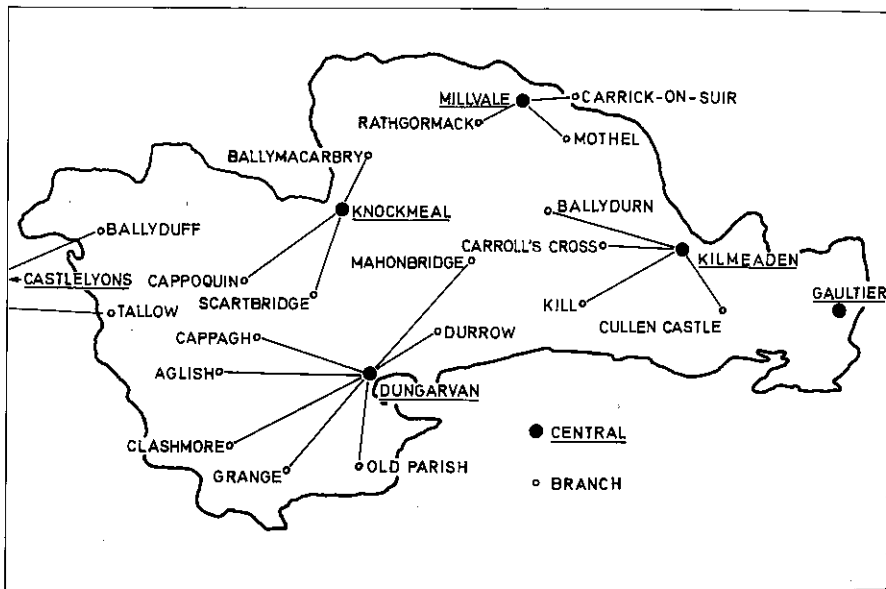 MILLVALE
CARRICK-ON-SUIR
RATHGORMACK
MOTHEL
BALLYMACARBRY
KNOCKMEAL
BALLYDURN
BALLYDUFF
CARROLL'S CROSS
KILMEADEN
MAHONBRIDGE
CASTLELYONS
CAPPOQUIN
SCARTBRIDGE
KILL
GAULTIER
TALLOW
CULLEN CASTLE
CAPPAGH
DURROW
AGLISH
DUNGARVAN
CLASHMORE
GRANGE
OLD PARISH
CENTRAL
BRANCH